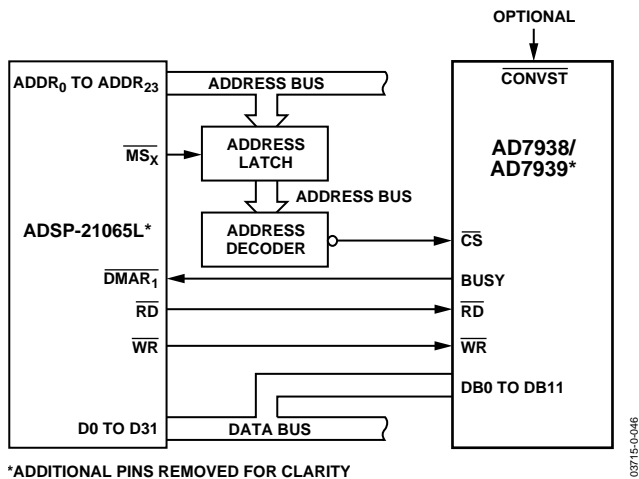 OPTIONAL
ADDR0 TO ADDR23
ADDRESS BUS
CONVST
MSX
ADDRESS
LATCH
AD7938/
AD7939*
ADDRESS BUS
ADSP-21065L*
ADDRESS
DECODER
CS
DMAR1
BUSY
RD
RD
WR
WR
DB0 TO DB11
D0 TO D31
DATA BUS
*ADDITIONAL PINS REMOVED FOR CLARITY
03715-0-046